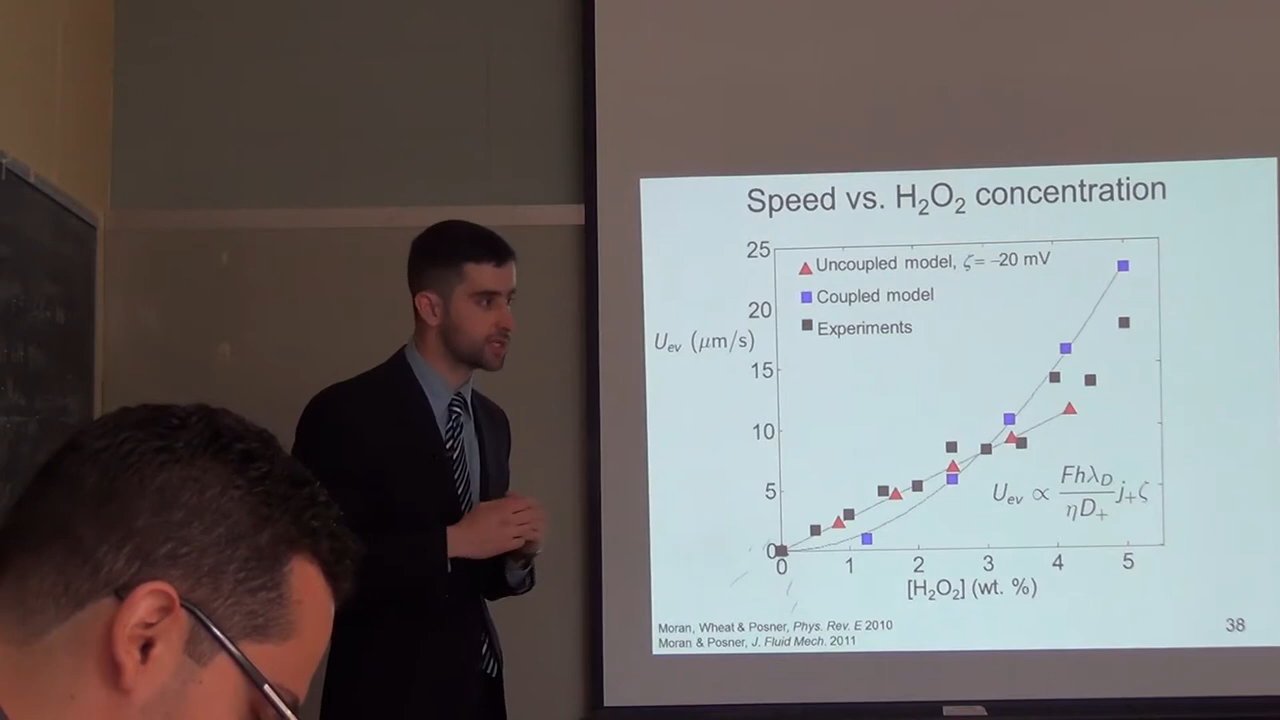 Speed vs. H₂O₂ concentration
25
20
15
10
5
0
Uncoupled model, ζ= –20 mV
Coupled model
Experiments
U_ev (μm/s)
U_ev ∝ Fhλ_D/ηD₊ j₊ζ
0 1 2 3 4 5
[H₂O₂] (wt. %)
Moran, Wheat & Posner, Phys. Rev. E 2010
Moran & Posner, J. Fluid Mech. 2011
38